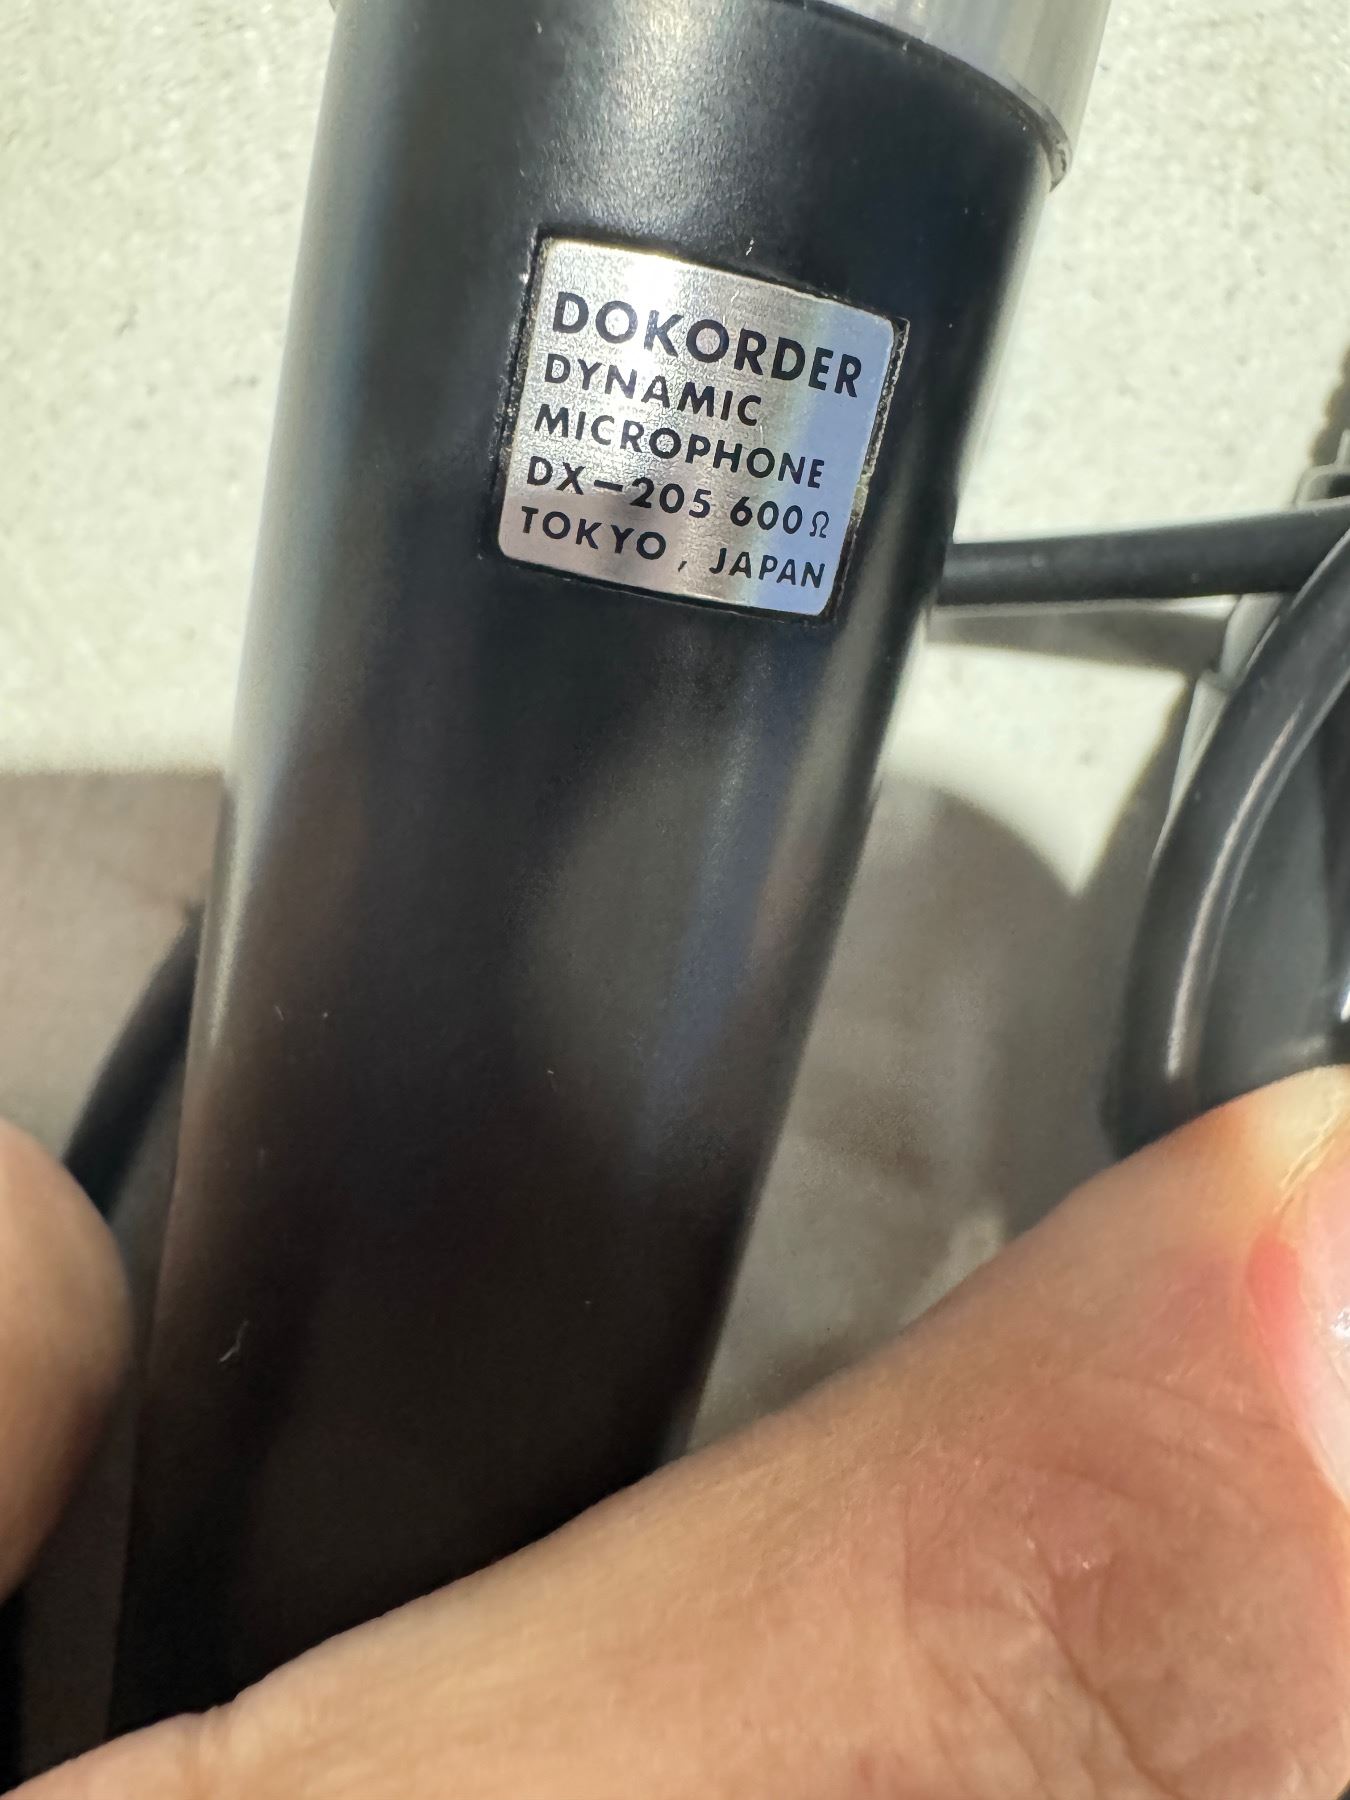 DOKORDER
DYNAMIC
MICROPHONE
DX-205 600Ω
TOKYO, JAPAN